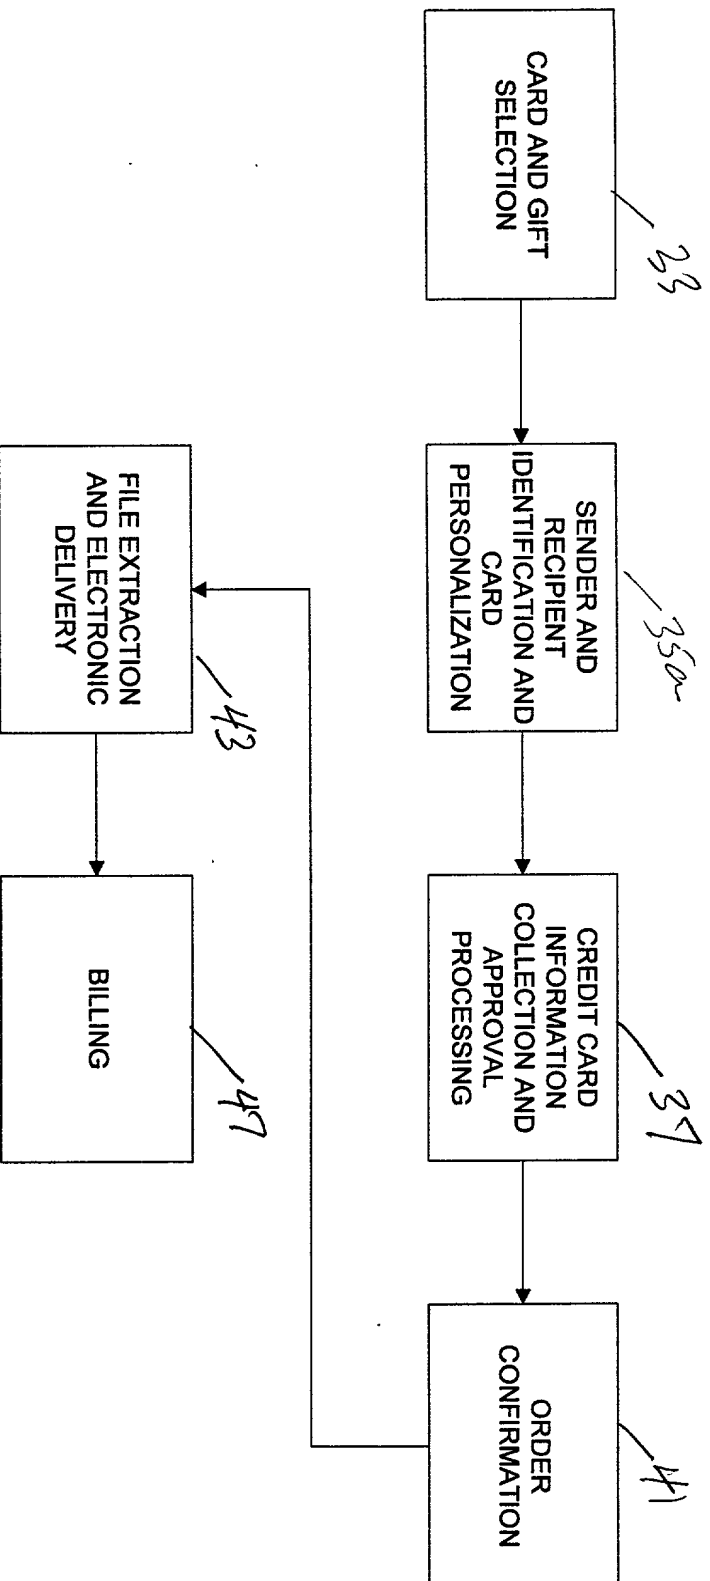 CARD AND GIFT
SELECTION
33
SENDER AND
RECIPIENT
IDENTIFICATION AND
CARD
PERSONALIZATION
35a
CREDIT CARD
INFORMATION
COLLECTION AND
APPROVAL
PROCESSING
37
ORDER
CONFIRMATION
41
FILE EXTRACTION
AND ELECTRONIC
DELIVERY
43
BILLING
47